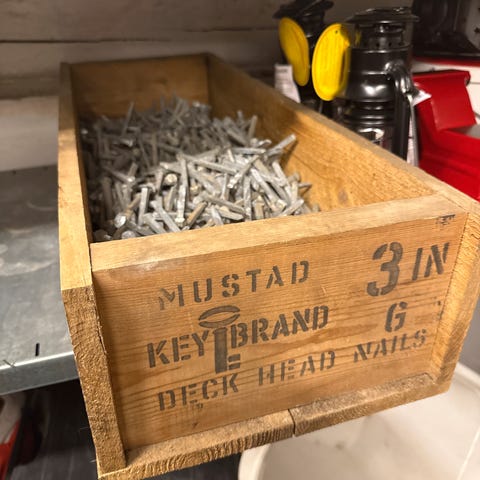 MUSTAD 3 IN
KEY BRAND G
DECK HEAD NAILS